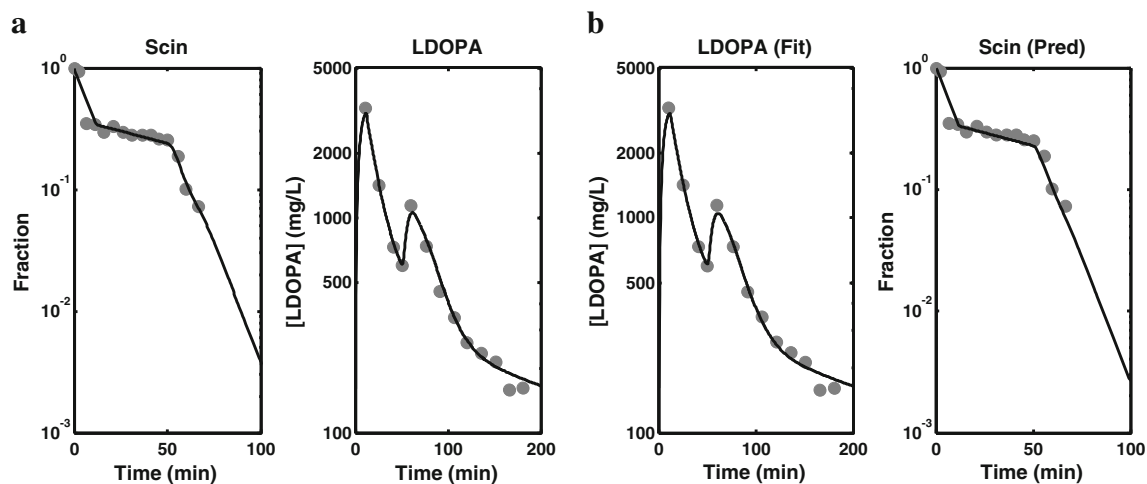 a
Scin
10^0
10^-1
10^-2
10^-3
Fraction
0
50
100
Time (min)
LDOPA
5000
2000
1000
500
100
[LDOPA] (mg/L)
0
100
200
Time (min)
b
LDOPA (Fit)
5000
2000
1000
500
100
[LDOPA] (mg/L)
0
100
200
Time (min)
Scin (Pred)
10^0
10^-1
10^-2
10^-3
Fraction
0
50
100
Time (min)